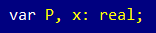 var P, x: real;